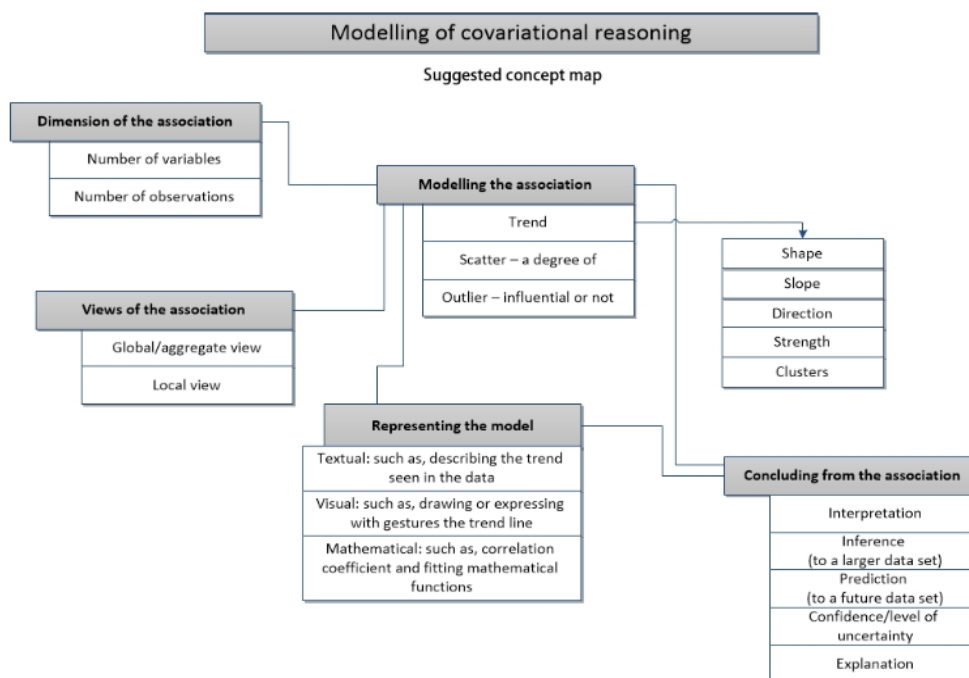 Modelling of covariational reasoning
Suggested concept map
Dimension of the association
Number of variables
Number of observations
Views of the association
Global/aggregate view
Local view
Modelling the association
Trend
Scatter – a degree of
Outlier – influential or not
Shape
Slope
Direction
Strength
Clusters
Representing the model
Textual: such as, describing the trend
seen in the data
Visual: such as, drawing or expressing
with gestures the trend line
Mathematical: such as, correlation
coefficient and fitting mathematical
functions
Concluding from the association
Interpretation
Inference
(to a larger data set)
Prediction
(to a future data set)
Confidence/level of
uncertainty
Explanation